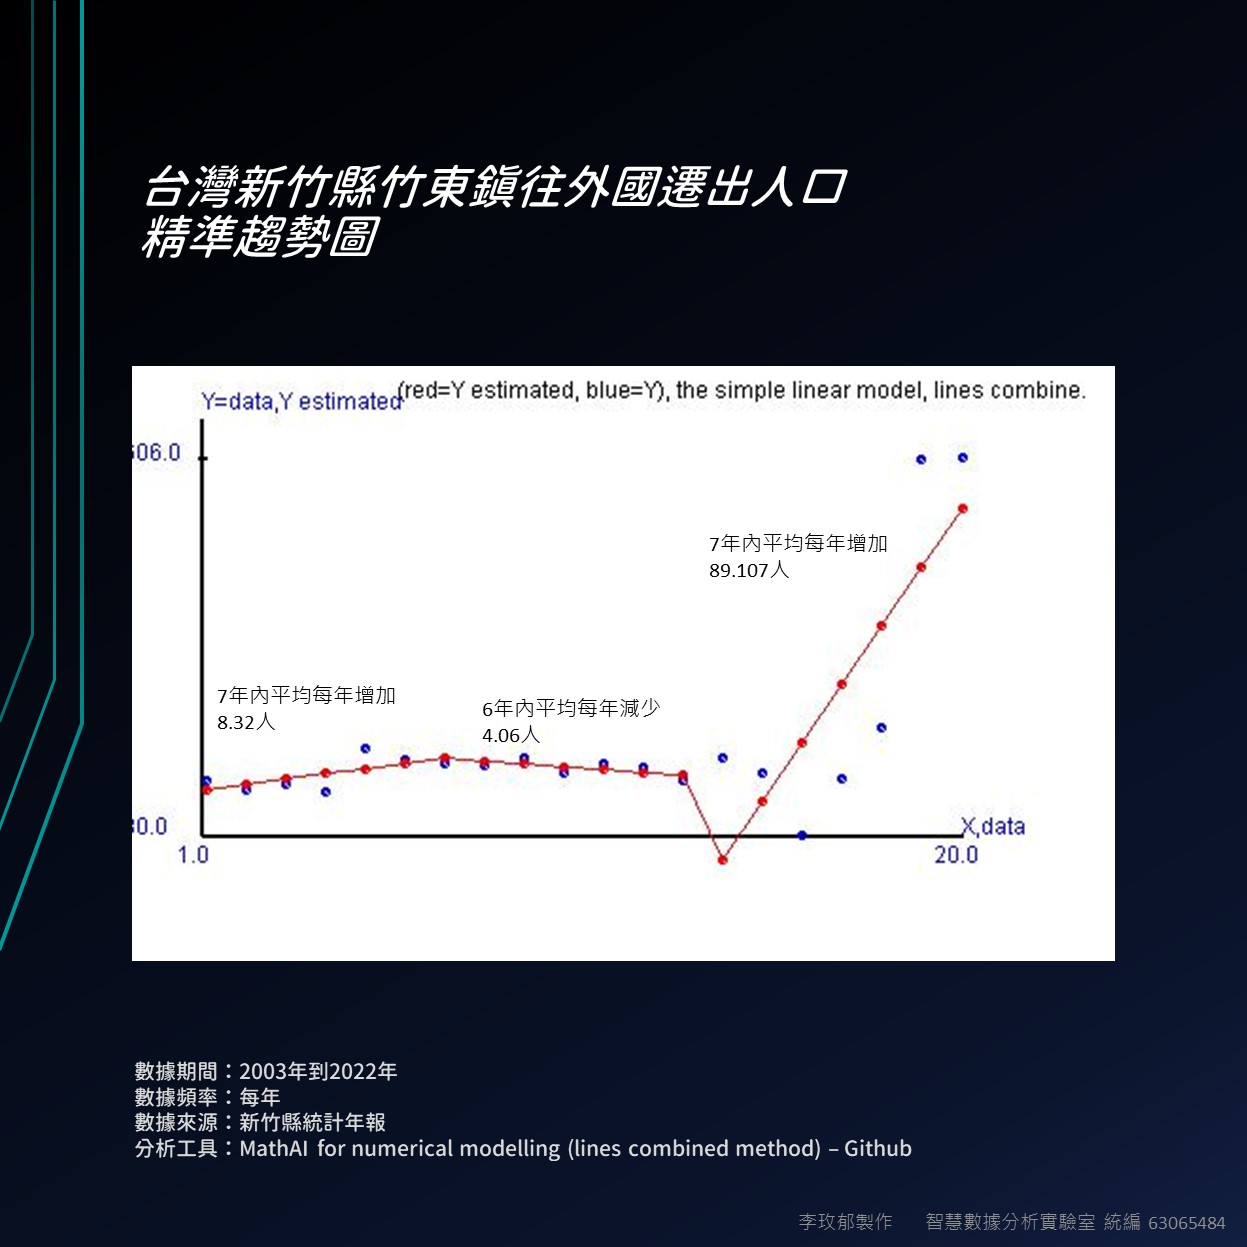 台灣新竹縣竹東鎮往外國遷出人口
精準趨勢圖
(red=Y estimated, blue=Y), the simple linear model, lines combine.
Y=data,Y estimated
06.0
7年內平均每年增加
89.107人
7年內平均每年增加
8.32人
6年內平均每年減少
4.06人
0.0
X,data
1.0
20.0
數據期間：2003年到2022年
數據頻率：每年
數據來源：新竹縣統計年報
分析工具：MathAI for numerical modelling (lines combined method) – Github
李玫郁製作 智慧數據分析實驗室 統編 63065484